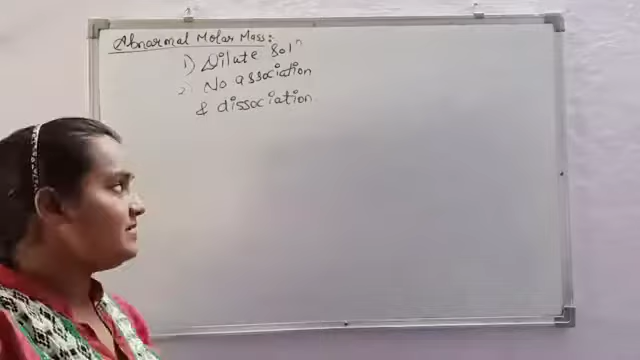 Abnormal Molar Mass:
1) Dilute Solⁿ
2) No association
& dissociation